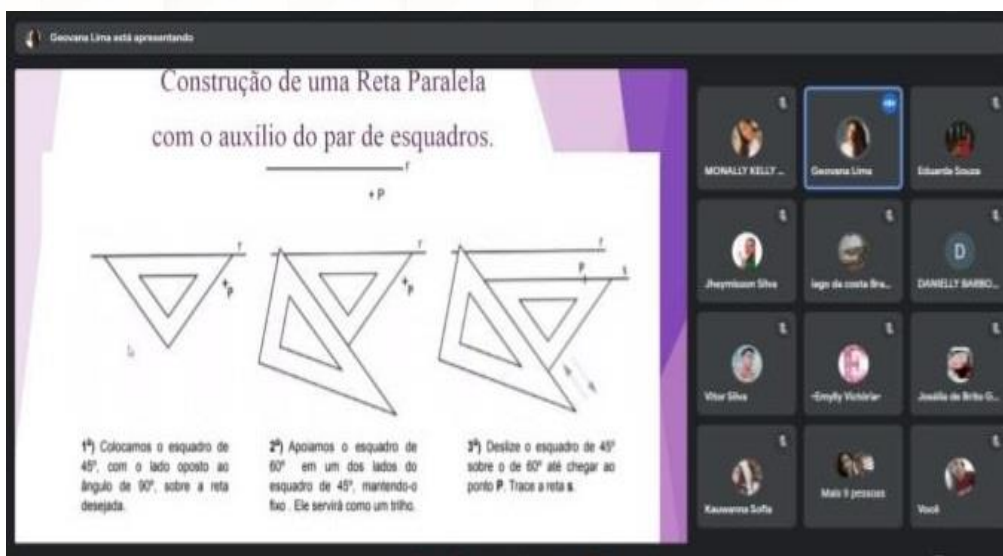 Geovana Lima está apresentando
Construção de uma Reta Paralela
com o auxílio do par de esquadros.
r
+ P
r
+P
r
+P
r
P
s
1º) Colocamos o esquadro de
45º, com o lado oposto ao
ângulo de 90º, sobre a reta
desejada.
2º) Apoiamos o esquadro de
60º em um dos lados do
esquadro de 45º, mantendo-o
fixo . Ele servirá como um trilho.
3º) Deslize o esquadro de 45º
sobre o de 60º até chegar ao
ponto P. Trace a reta s.
MONALLY KELLY ...
Geovana Lima
Eduarda Souza
Jheymisson Silva
iago da costa Bra...
D
DANIELLY BARBO...
Vitor Silva
E
-Emylly Victória-
Josália de Brito G...
Kauwanna Sofia
Mais 9 pessoas
Você